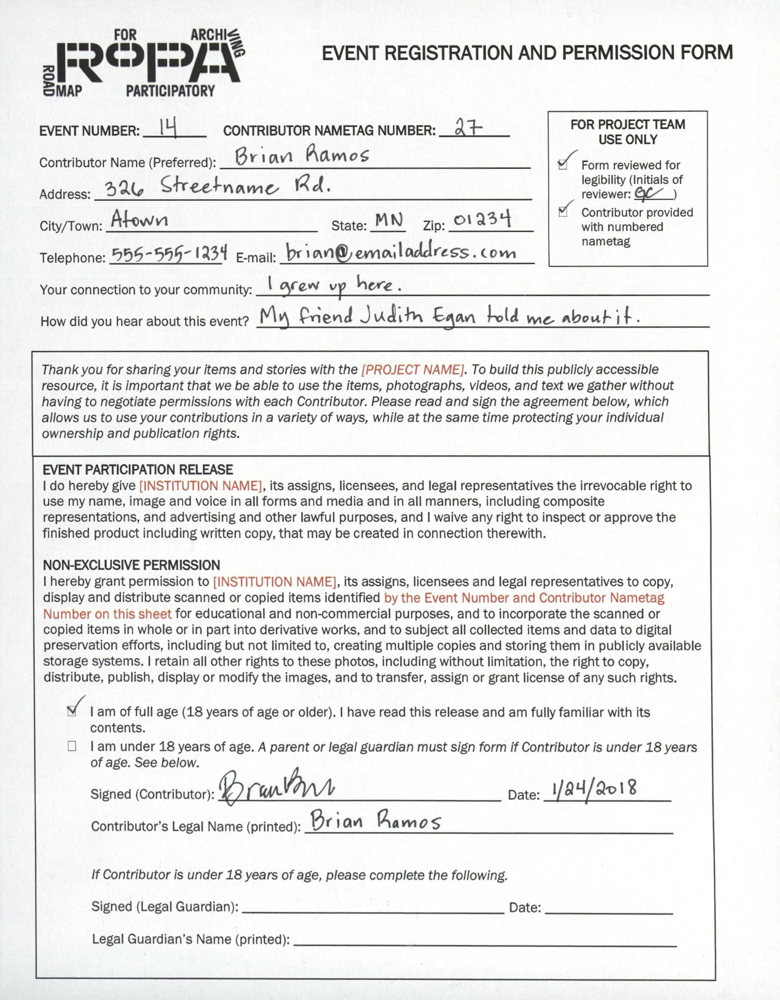 FOR ARCHIVING
ROPA
ROAD MAP PARTICIPATORY
EVENT REGISTRATION AND PERMISSION FORM
EVENT NUMBER: 14 CONTRIBUTOR NAMETAG NUMBER: 27
Contributor Name (Preferred): Brian Ramos
Address: 326 Streetname Rd.
City/Town: Atown State: MN Zip: 01234
Telephone: 555-555-1234 E-mail: brian@emailaddress.com
FOR PROJECT TEAM
USE ONLY
Form reviewed for
legibility (Initials of
reviewer: GC )
Contributor provided
with numbered
nametag
Your connection to your community: I grew up here.
How did you hear about this event? My friend Judith Egan told me about it.
Thank you for sharing your items and stories with the [PROJECT NAME]. To build this publicly accessible
resource, it is important that we be able to use the items, photographs, videos, and text we gather without
having to negotiate permissions with each Contributor. Please read and sign the agreement below, which
allows us to use your contributions in a variety of ways, while at the same time protecting your individual
ownership and publication rights.
EVENT PARTICIPATION RELEASE
I do hereby give [INSTITUTION NAME], its assigns, licensees, and legal representatives the irrevocable right to
use my name, image and voice in all forms and media and in all manners, including composite
representations, and advertising and other lawful purposes, and I waive any right to inspect or approve the
finished product including written copy, that may be created in connection therewith.
NON-EXCLUSIVE PERMISSION
I hereby grant permission to [INSTITUTION NAME], its assigns, licensees and legal representatives to copy,
display and distribute scanned or copied items identified by the Event Number and Contributor Nametag
Number on this sheet for educational and non-commercial purposes, and to incorporate the scanned or
copied items in whole or in part into derivative works, and to subject all collected items and data to digital
preservation efforts, including but not limited to, creating multiple copies and storing them in publicly available
storage systems. I retain all other rights to these photos, including without limitation, the right to copy,
distribute, publish, display or modify the images, and to transfer, assign or grant license of any such rights.
I am of full age (18 years of age or older). I have read this release and am fully familiar with its
contents.
I am under 18 years of age. A parent or legal guardian must sign form if Contributor is under 18 years
of age. See below.
Signed (Contributor): Date: 1/24/2018
Contributor's Legal Name (printed): Brian Ramos
If Contributor is under 18 years of age, please complete the following.
Signed (Legal Guardian): Date:
Legal Guardian's Name (printed):